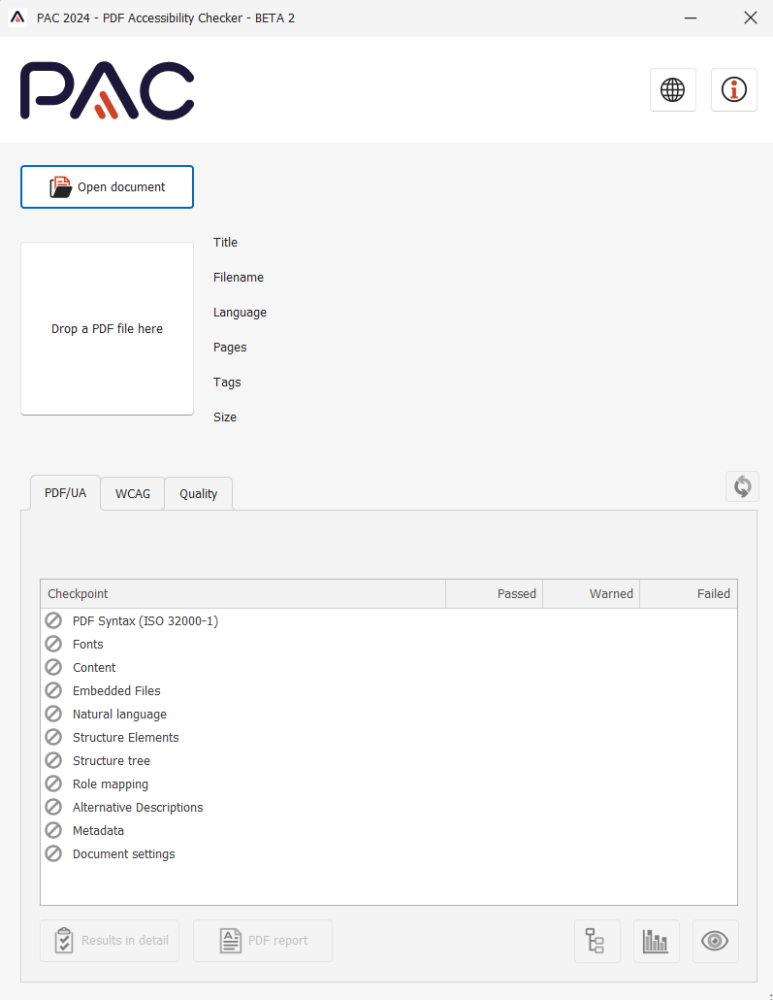 PAC 2024 - PDF Accessibility Checker - BETA 2
PAC
Open document
Drop a PDF file here
Title
Filename
Language
Pages
Tags
Size
PDF/UA WCAG Quality
Checkpoint Passed Warned Failed
PDF Syntax (ISO 32000-1)
Fonts
Content
Embedded Files
Natural language
Structure Elements
Structure tree
Role mapping
Alternative Descriptions
Metadata
Document settings
Results in detail PDF report